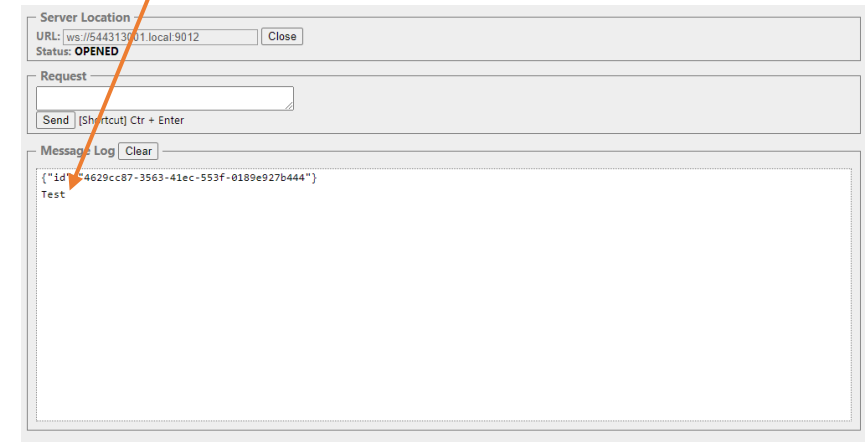 Server Location
URL: ws://544313001.local:9012 Close
Status: OPENED
Request
Send [Shortcut] Ctr + Enter
Message Log Clear
{"id": "4629cc87-3563-41ec-553f-0189e927b444"}
Test